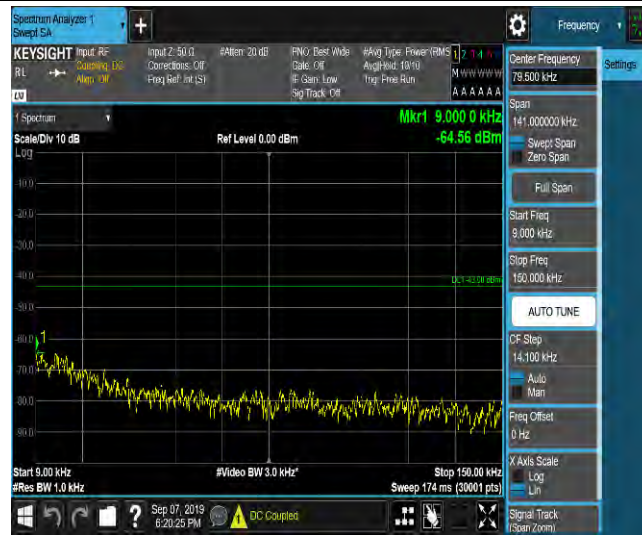 Spectrum Analyzer 1
Swept SA
Frequency
KEYSIGHT
RL
Input: RF
Coupling: DC
Align: Off
Input Z: 50 Ω
Corrections: Off
Freq Ref: Int (S)
#Atten: 20 dB
PNO: Best Wide
Gate: Off
IF Gain: Low
Sig Track: Off
#Avg Type: Power (RMS
Avg|Hold: 10/10
Trig: Free Run
1 2 3 4 5 6
M W W W W W
A A A A A A
LW
1 Spectrum
Scale/Div 10 dB
Log
Ref Level 0.00 dBm
Mkr1 9.000 0 kHz
-64.56 dBm
-10.0
-20.0
-30.0
-40.0
DL1 -43.00 dBm
-50.0
-60.0
1
-70.0
-80.0
-90.0
Start 9.00 kHz
#Video BW 3.0 kHz*
Stop 150.00 kHz
#Res BW 1.0 kHz
Sweep 174 ms (30001 pts)
Sep 07, 2019
6:20:25 PM
DC Coupled
Center Frequency
79.500 kHz
Settings
Span
141.000000 kHz
Swept Span
Zero Span
Full Span
Start Freq
9.000 kHz
Stop Freq
150.000 kHz
AUTO TUNE
CF Step
14.100 kHz
Auto
Man
Freq Offset
0 Hz
X Axis Scale
Log
Lin
Signal Track
(Span Zoom)